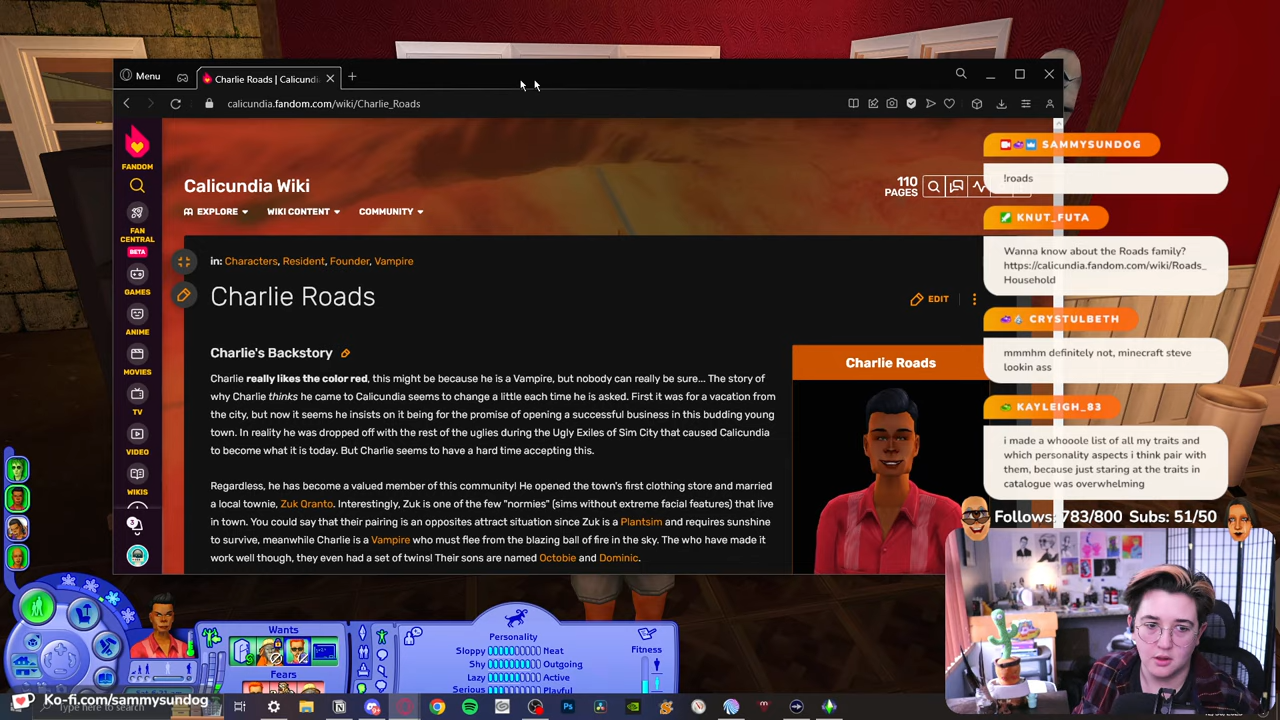 Menu
Charlie Roads | Calicundi
calicundia.fandom.com/wiki/Charlie_Roads
FANDOM
FAN
CENTRAL
BETA
GAMES
ANIME
MOVIES
TV
VIDEO
WIKIS
3
Calicundia Wiki
110
PAGES
EXPLORE
WIKI CONTENT
COMMUNITY
in: Characters, Resident, Founder, Vampire
Charlie Roads
EDIT
Charlie's Backstory
Charlie really likes the color red, this might be because he is a Vampire, but nobody can really be sure... The story of
why Charlie thinks he came to Calicundia seems to change a little each time he is asked. First it was for a vacation from
the city, but now it seems he insists on it being for the promise of opening a successful business in this budding young
town. In reality he was dropped off with the rest of the uglies during the Ugly Exiles of Sim City that caused Calicundia
to become what it is today. But Charlie seems to have a hard time accepting this.
Regardless, he has become a valued member of this community! He opened the town's first clothing store and married
a local townie, Zuk Qranto. Interestingly, Zuk is one of the few "normies" (sims without extreme facial features) that live
in town. You could say that their pairing is an opposites attract situation since Zuk is a Plantsim and requires sunshine
to survive, meanwhile Charlie is a Vampire who must flee from the blazing ball of fire in the sky. The who have made it
work well though, they even had a set of twins! Their sons are named Octobie and Dominic.
Charlie Roads
SAMMYSUNDOG
!roads
KNUT_FUTA
Wanna know about the Roads family?
https://calicundia.fandom.com/wiki/Roads_
Household
CRYSTULBETH
mmmhm definitely not, minecraft steve
lookin ass
KAYLEIGH_83
i made a whooole list of all my traits and
which personality aspects i think pair with
them, because just staring at the traits in
catalogue was overwhelming
Follows: 783/800 Subs: 51/50
Wants
Fears
Personality
Sloppy Neat
Shy Outgoing
Lazy Active
Serious Playful
Fitness
Ko-fi.com/sammysundog
Type here to search